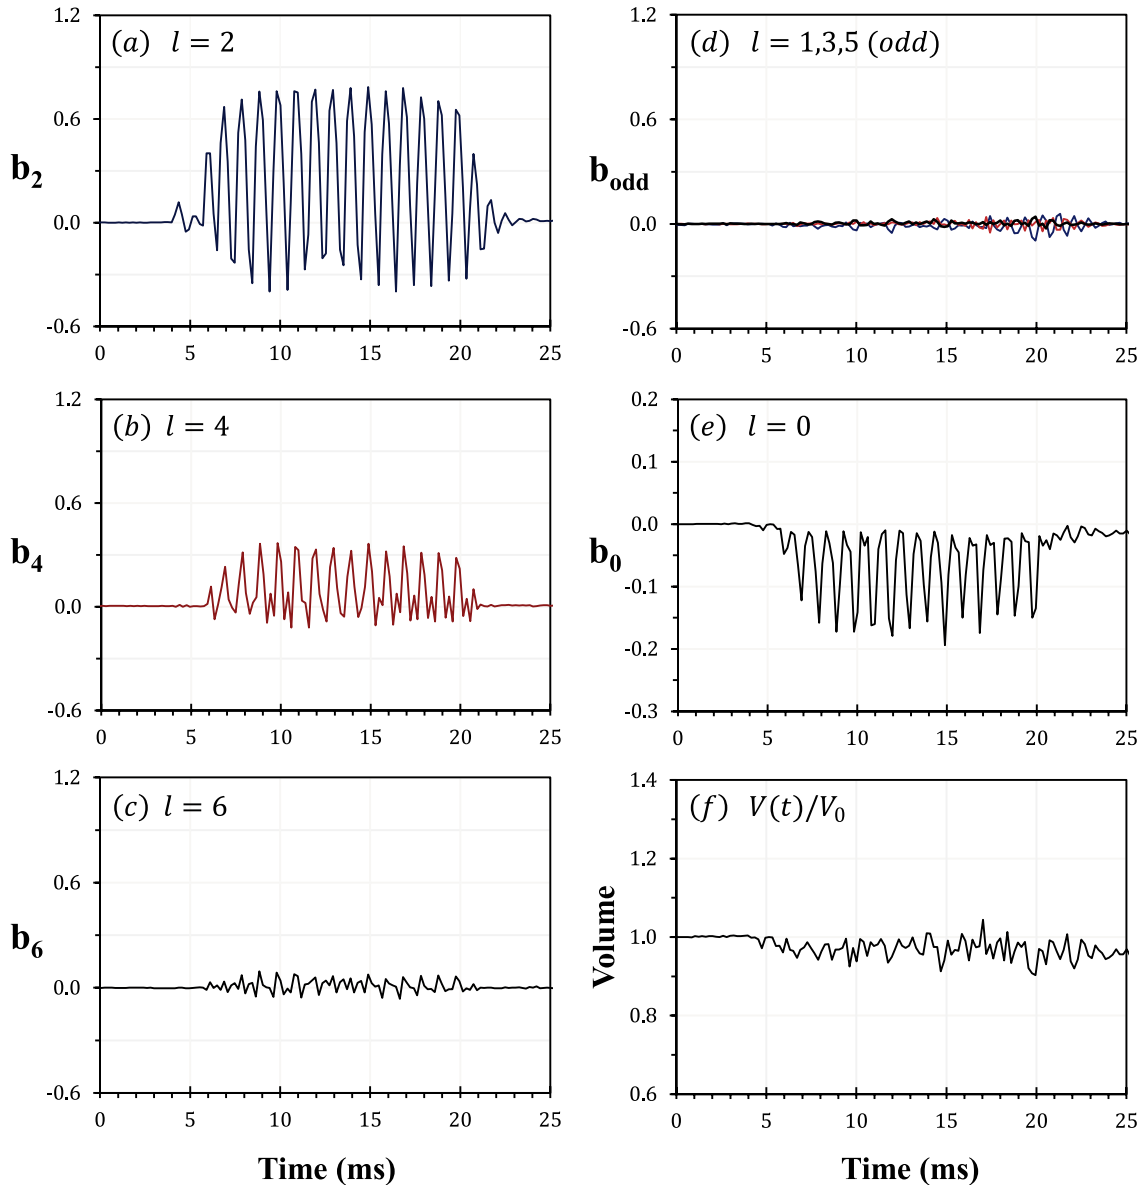 (a) l = 2
b2
1.2
0.6
0.0
-0.6
0 5 10 15 20 25
(d) l = 1,3,5 (odd)
bodd
1.2
0.6
0.0
-0.6
0 5 10 15 20 25
(b) l = 4
b4
1.2
0.6
0.0
-0.6
0 5 10 15 20 25
(e) l = 0
b0
0.2
0.1
0.0
-0.1
-0.2
-0.3
0 5 10 15 20 25
(c) l = 6
b6
1.2
0.6
0.0
-0.6
0 5 10 15 20 25
Time (ms)
(f) V(t)/V0
Volume
1.4
1.2
1.0
0.8
0.6
0 5 10 15 20 25
Time (ms)